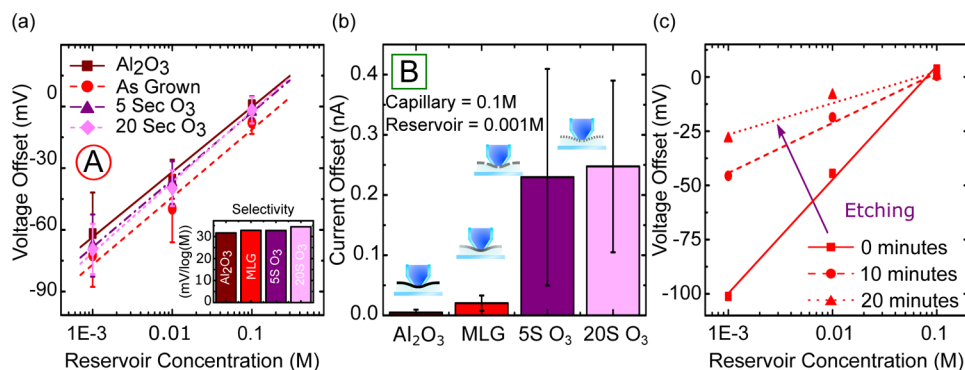 (a)
Voltage Offset (mV)
0
-30
-60
-90
Al₂O₃
As Grown
5 Sec O₃
20 Sec O₃
A
Selectivity
(mV/log(M))
30
20
10
0
Al₂O₃
MLG
5S O₃
20S O₃
1E-3 0.01 0.1
Reservoir Concentration (M)
(b)
Current Offset (nA)
0.4
0.3
0.2
0.1
0.0
B
Capillary = 0.1M
Reservoir = 0.001M
Al₂O₃ MLG 5S O₃ 20S O₃
(c)
Voltage Offset (mV)
0
-25
-50
-75
-100
Etching
0 minutes
10 minutes
20 minutes
1E-3 0.01 0.1
Reservoir Concentration (M)